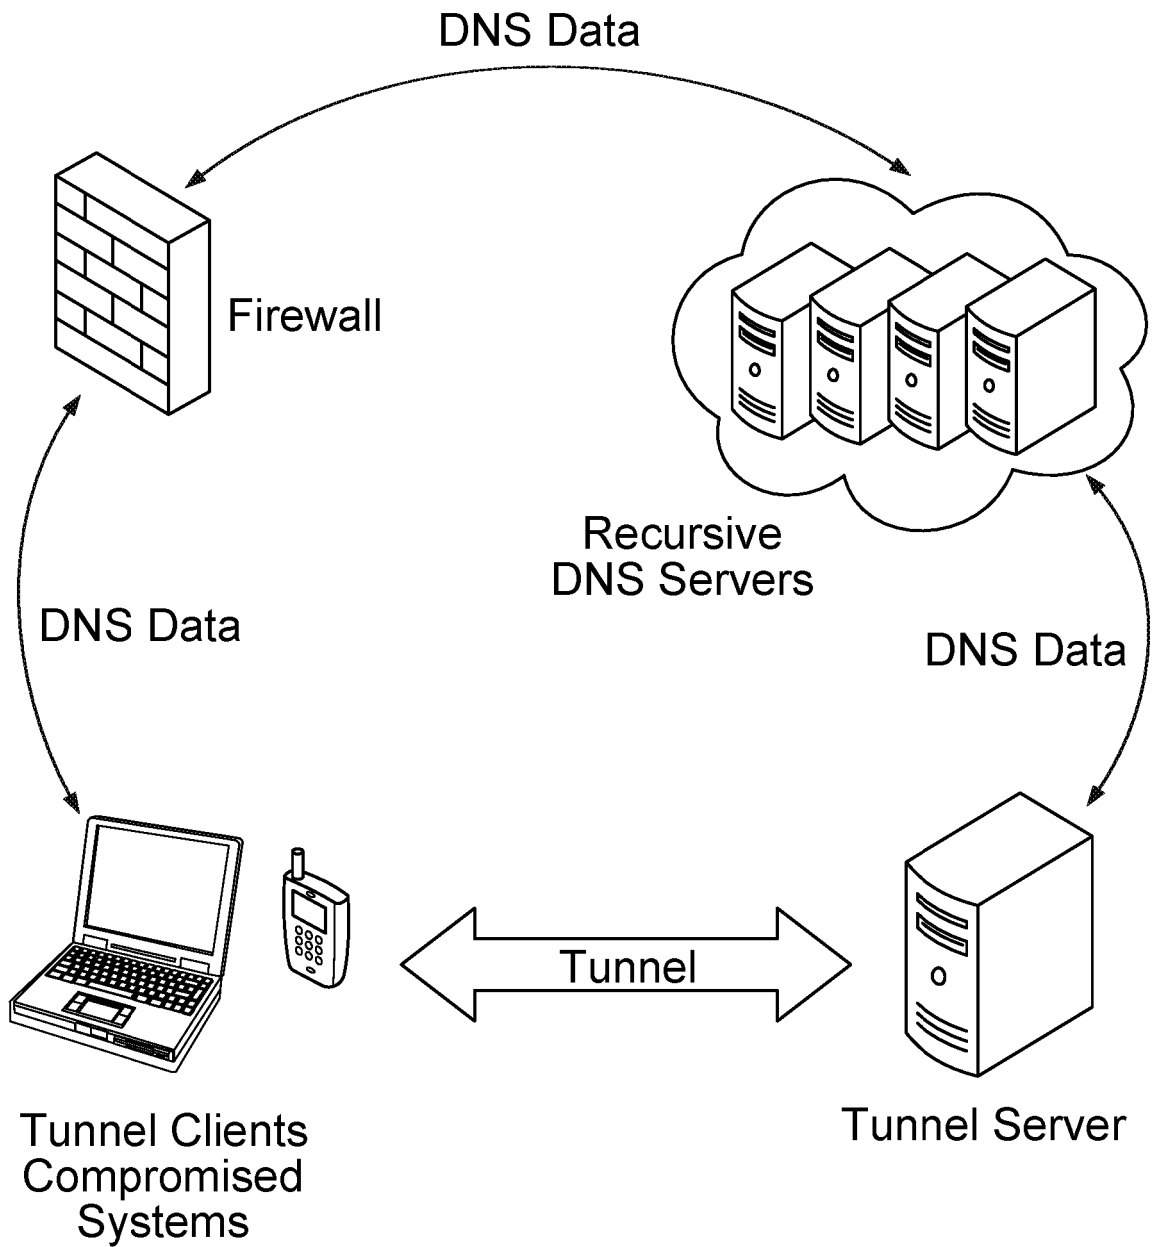 DNS Data
Firewall
Recursive
DNS Servers
DNS Data
DNS Data
Tunnel
Tunnel Clients
Compromised
Systems
Tunnel Server